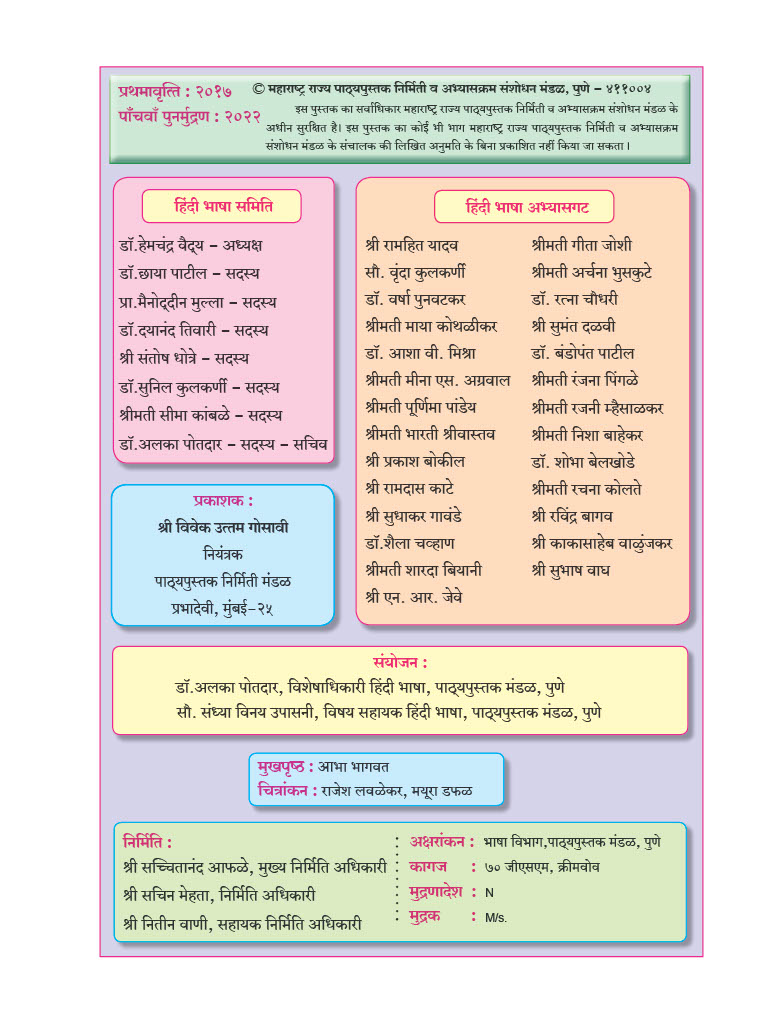 प्रथमावृत्ति : २०१७
पाँचवाँ पुनर्मुद्रण : २०२२
© महाराष्ट्र राज्य पाठ्यपुस्तक निर्मिती व अभ्यासक्रम संशोधन मंडळ, पुणे – ४११००४
इस पुस्तक का सर्वाधिकार महाराष्ट्र राज्य पाठ्यपुस्तक निर्मिती व अभ्यासक्रम संशोधन मंडळ के
अधीन सुरक्षित है। इस पुस्तक का कोई भी भाग महाराष्ट्र राज्य पाठ्यपुस्तक निर्मिती व अभ्यासक्रम
संशोधन मंडळ के संचालक की लिखित अनुमति के बिना प्रकाशित नहीं किया जा सकता ।
हिंदी भाषा समिति
डॉ.हेमचंद्र वैद्य – अध्यक्ष
डॉ.छाया पाटील – सदस्य
प्रा.मैनोद्दीन मुल्ला – सदस्य
डॉ.दयानंद तिवारी – सदस्य
श्री संतोष धोत्रे – सदस्य
डॉ.सुनिल कुलकर्णी – सदस्य
श्रीमती सीमा कांबळे – सदस्य
डॉ.अलका पोतदार – सदस्य – सचिव
प्रकाशक :
श्री विवेक उत्तम गोसावी
नियंत्रक
पाठ्यपुस्तक निर्मिती मंडळ
प्रभादेवी, मुंबई–२५
हिंदी भाषा अभ्यासगट
श्री रामहित यादव
सौ. वृंदा कुलकर्णी
डॉ. वर्षा पुनवटकर
श्रीमती माया कोथळीकर
डॉ. आशा वी. मिश्रा
श्रीमती मीना एस. अग्रवाल
श्रीमती पूर्णिमा पांडेय
श्रीमती भारती श्रीवास्तव
श्री प्रकाश बोकील
श्री रामदास काटे
श्री सुधाकर गावंडे
डॉ.शैला चव्हाण
श्रीमती शारदा बियानी
श्री एन. आर. जेवे
श्रीमती गीता जोशी
श्रीमती अर्चना भुसकुटे
डॉ. रत्ना चौधरी
श्री सुमंत दळवी
डॉ. बंडोपंत पाटील
श्रीमती रंजना पिंगळे
श्रीमती रजनी म्हैसाळकर
श्रीमती निशा बाहेकर
डॉ. शोभा बेलखोडे
श्रीमती रचना कोलते
श्री रविंद्र बागव
श्री काकासाहेब वाळुंजकर
श्री सुभाष वाघ
संयोजन :
डॉ.अलका पोतदार, विशेषाधिकारी हिंदी भाषा, पाठ्यपुस्तक मंडळ, पुणे
सौ. संध्या विनय उपासनी, विषय सहायक हिंदी भाषा, पाठ्यपुस्तक मंडळ, पुणे
मुखपृष्ठ : आभा भागवत
चित्रांकन : राजेश लवळेकर, मयूरा डफळ
निर्मिति :
श्री सच्चितानंद आफळे, मुख्य निर्मिति अधिकारी
श्री सचिन मेहता, निर्मिति अधिकारी
श्री नितीन वाणी, सहायक निर्मिति अधिकारी
अक्षरांकन : भाषा विभाग,पाठ्यपुस्तक मंडळ, पुणे
कागज : ७० जीएसएम, क्रीमवोव
मुद्रणादेश : N
मुद्रक : M/s.